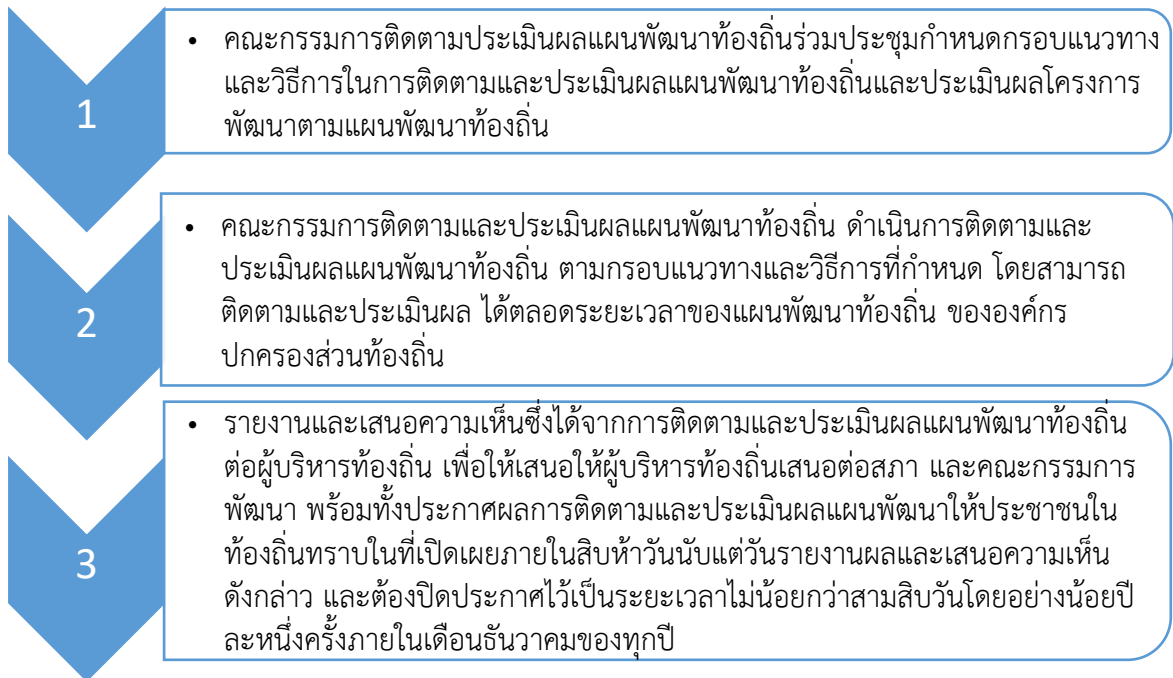 1
• คณะกรรมการติดตามประเมินผลแผนพัฒนาท้องถิ่นร่วมประชุมกำหนดกรอบแนวทาง
และวิธีการในการติดตามและประเมินผลแผนพัฒนาท้องถิ่นและประเมินผลโครงการ
พัฒนาตามแผนพัฒนาท้องถิ่น
2
• คณะกรรมการติดตามและประเมินผลแผนพัฒนาท้องถิ่น ดำเนินการติดตามและ
ประเมินผลแผนพัฒนาท้องถิ่น ตามกรอบแนวทางและวิธีการที่กำหนด โดยสามารถ
ติดตามและประเมินผล ได้ตลอดระยะเวลาของแผนพัฒนาท้องถิ่น ขององค์กร
ปกครองส่วนท้องถิ่น
3
• รายงานและเสนอความเห็นซึ่งได้จากการติดตามและประเมินผลแผนพัฒนาท้องถิ่น
ต่อผู้บริหารท้องถิ่น เพื่อให้เสนอให้ผู้บริหารท้องถิ่นเสนอต่อสภา และคณะกรรมการ
พัฒนา พร้อมทั้งประกาศผลการติดตามและประเมินผลแผนพัฒนาให้ประชาชนใน
ท้องถิ่นทราบในที่เปิดเผยภายในสิบห้าวันนับแต่วันรายงานผลและเสนอความเห็น
ดังกล่าว และต้องปิดประกาศไว้เป็นระยะเวลาไม่น้อยกว่าสามสิบวันโดยอย่างน้อยปี
ละหนึ่งครั้งภายในเดือนธันวาคมของทุกปี